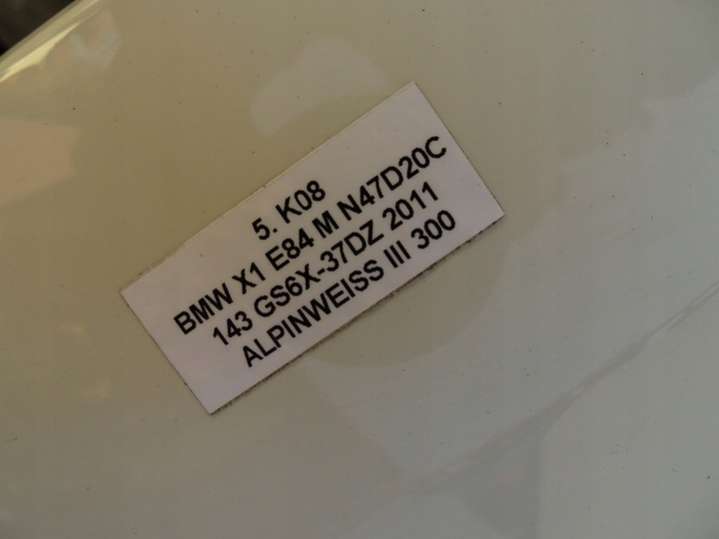 5. K08
BMW X1 E84 M N47D20C
143 GS6X-37DZ 2011
ALPINWEISS III 300